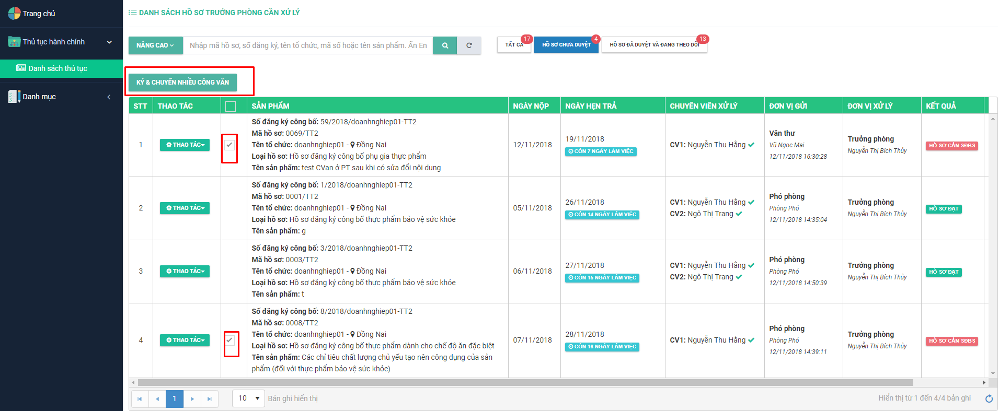 Trang chủ
Thủ tục hành chính
Danh sách thủ tục
Danh mục
DANH SÁCH HỒ SƠ TRƯỞNG PHÒNG CẦN XỬ LÝ
NÂNG CAO
Nhập mã hồ sơ, số đăng ký, tên tổ chức, mã số hoặc tên sản phẩm. Ấn En
TẤT CẢ 17
HỒ SƠ CHƯA DUYỆT 4
HỒ SƠ ĐÃ DUYỆT VÀ ĐANG THEO DÕI 13
KÝ & CHUYỂN NHIỀU CÔNG VĂN
STT THAO TÁC SẢN PHẨM NGÀY NỘP NGÀY HẸN TRẢ CHUYÊN VIÊN XỬ LÝ ĐƠN VỊ GỬI ĐƠN VỊ XỬ LÝ KẾT QUẢ
1
THAO TÁC
Số đăng ký công bố: 59/2018/doanhnghiep01-TT2
Mã hồ sơ: 0069/TT2
Tên tổ chức: doanhnghiep01 - Đồng Nai
Loại hồ sơ: Hồ sơ đăng ký công bố phụ gia thực phẩm
Tên sản phẩm: test CVan ở PT sau khi có sửa đổi nội dung
12/11/2018
19/11/2018
CÒN 7 NGÀY LÀM VIỆC
CV1: Nguyễn Thu Hằng
Văn thư
Vũ Ngọc Mai
12/11/2018 16:30:28
Trưởng phòng
Nguyễn Thị Bích Thủy
HỒ SƠ CẦN SĐBS
2
THAO TÁC
Số đăng ký công bố: 1/2018/doanhnghiep01-TT2
Mã hồ sơ: 0001/TT2
Tên tổ chức: doanhnghiep01 - Đồng Nai
Loại hồ sơ: Hồ sơ đăng ký công bố thực phẩm bảo vệ sức khỏe
Tên sản phẩm: g
05/11/2018
26/11/2018
CÒN 14 NGÀY LÀM VIỆC
CV1: Nguyễn Thu Hằng
CV2: Ngô Thị Trang
Phó phòng
Phòng Phó
12/11/2018 14:35:04
Trưởng phòng
Nguyễn Thị Bích Thủy
HỒ SƠ ĐẠT
3
THAO TÁC
Số đăng ký công bố: 3/2018/doanhnghiep01-TT2
Mã hồ sơ: 0003/TT2
Tên tổ chức: doanhnghiep01 - Đồng Nai
Loại hồ sơ: Hồ sơ đăng ký công bố thực phẩm bảo vệ sức khỏe
Tên sản phẩm: t
06/11/2018
27/11/2018
CÒN 15 NGÀY LÀM VIỆC
CV1: Nguyễn Thu Hằng
CV2: Ngô Thị Trang
Phó phòng
Phòng Phó
12/11/2018 14:50:39
Trưởng phòng
Nguyễn Thị Bích Thủy
HỒ SƠ ĐẠT
4
THAO TÁC
Số đăng ký công bố: 8/2018/doanhnghiep01-TT2
Mã hồ sơ: 0008/TT2
Tên tổ chức: doanhnghiep01 - Đồng Nai
Loại hồ sơ: Hồ sơ đăng ký công bố thực phẩm dành cho chế độ ăn đặc biệt
Tên sản phẩm: Các chỉ tiêu chất lượng chủ yếu tạo nên công dụng của sản
phẩm (đối với thực phẩm bảo vệ sức khỏe)
07/11/2018
28/11/2018
CÒN 16 NGÀY LÀM VIỆC
CV1: Nguyễn Thu Hằng
Phó phòng
Phòng Phó
12/11/2018 14:39:11
Trưởng phòng
Nguyễn Thị Bích Thủy
HỒ SƠ CẦN SĐBS
1
10
Bản ghi hiển thị
Hiển thị từ 1 đến 4/4 bản ghi